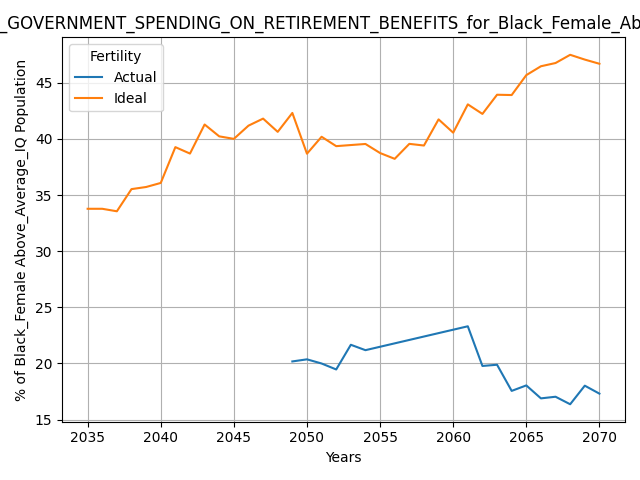 _GOVERNMENT_SPENDING_ON_RETIREMENT_BENEFITS_for_Black_Female_Ab
Fertility
Actual
Ideal
% of Black_Female Above_Average_IQ Population
45
40
35
30
25
20
15
2035 2040 2045 2050 2055 2060 2065 2070
Years